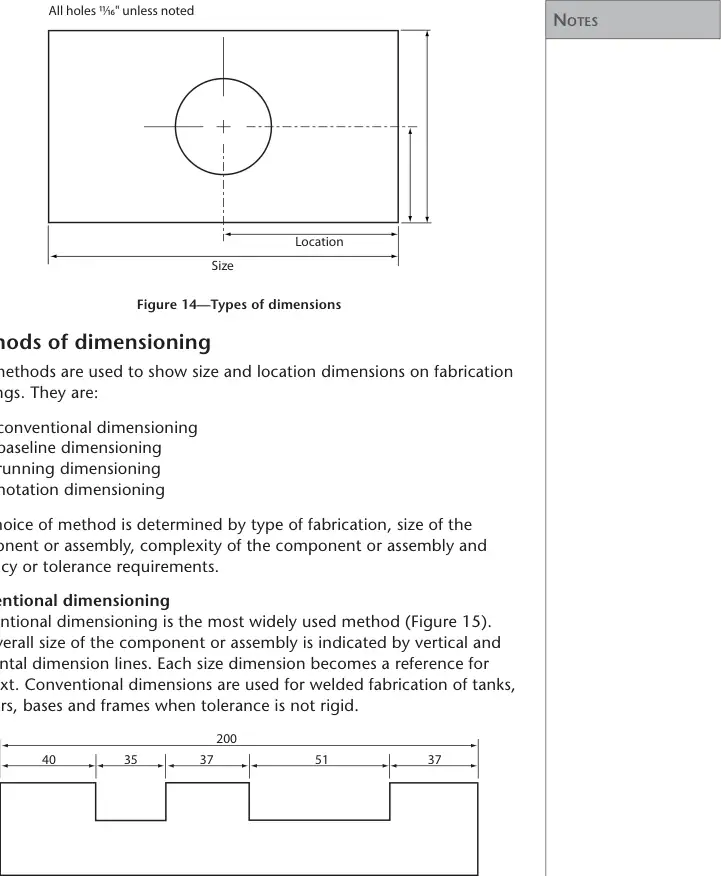 All holes 11⁄16" unless noted
NOTES
Location
Size
Figure 14—Types of dimensions
hods of dimensioning
methods are used to show size and location dimensions on fabrication
ngs. They are:
conventional dimensioning
baseline dimensioning
running dimensioning
notation dimensioning
hoice of method is determined by type of fabrication, size of the
onent or assembly, complexity of the component or assembly and
cy or tolerance requirements.
entional dimensioning
ntional dimensioning is the most widely used method (Figure 15).
verall size of the component or assembly is indicated by vertical and
ntal dimension lines. Each size dimension becomes a reference for
xt. Conventional dimensions are used for welded fabrication of tanks,
rs, bases and frames when tolerance is not rigid.
200
40 35 37 51 37